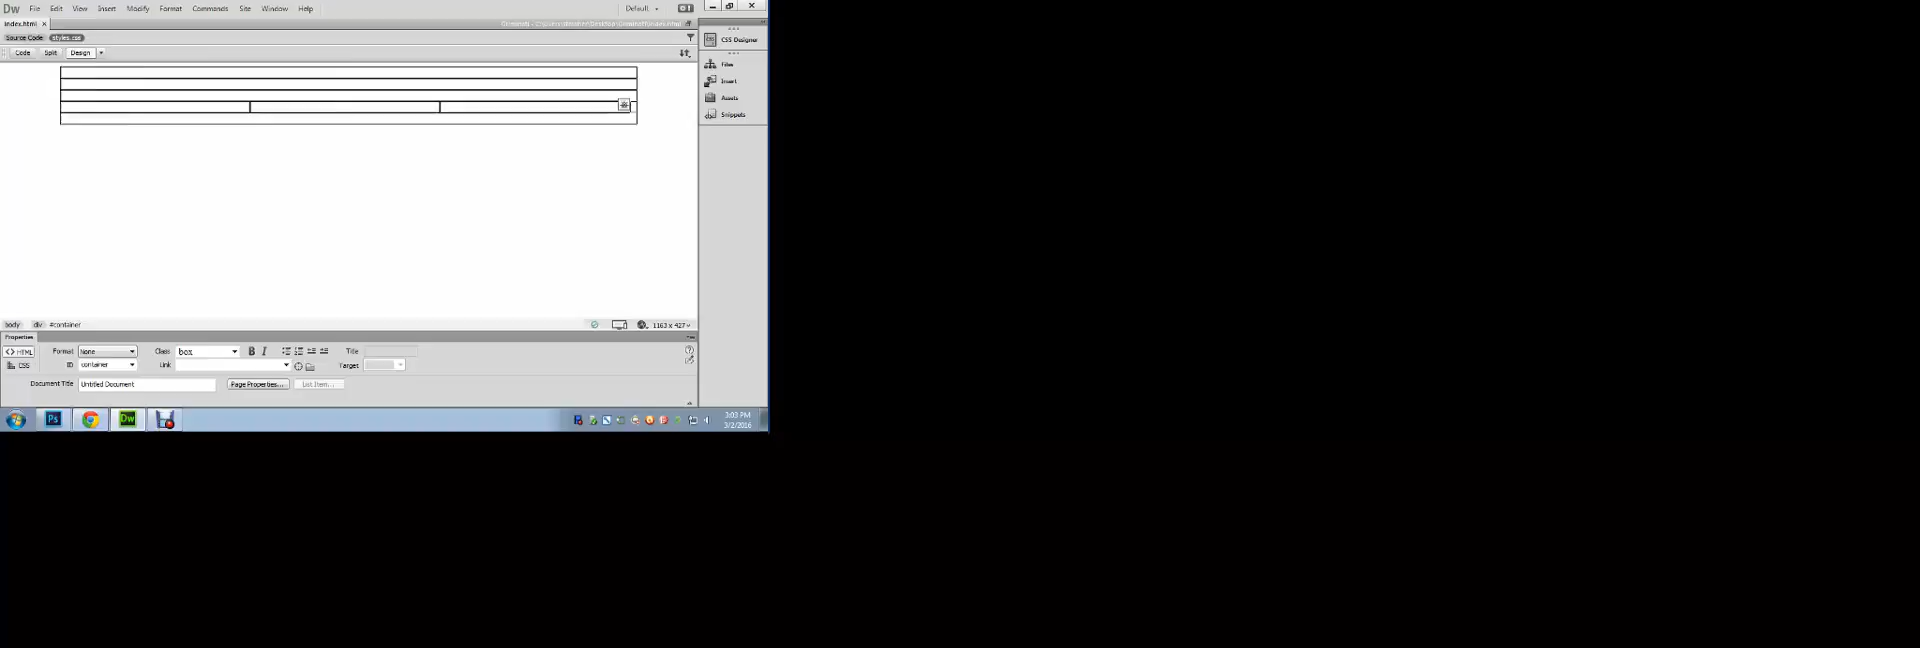 Dw File Edit View Insert Modify Format Commands Site Window Help Default
index.html ×
Source Code styles.css
Code Split Design
CSS Designer
Files
Insert
Assets
Snippets
body div #container 1163 x 427
Properties
<> HTML Format None Class box B I Title
CSS ID container Link Target
Document Title Untitled Document Page Properties... List Item...
Ps Dw 3:03 PM
3/2/2016